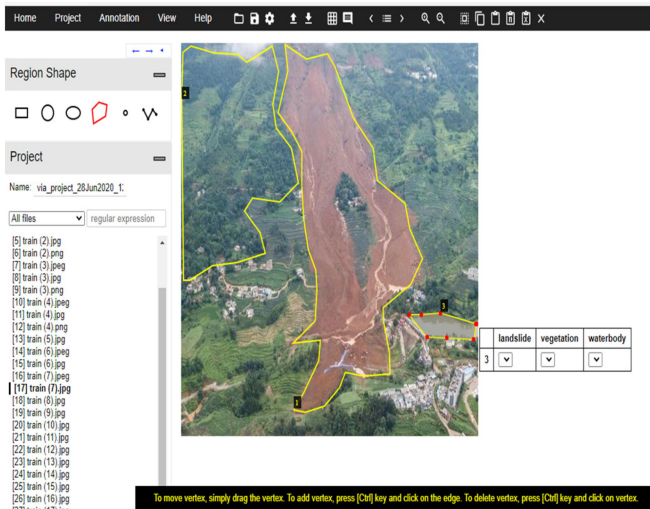 Home Project Annotation View Help
Region Shape
Project
Name: via_project_28Jun2020_1
All files regular expression
[5] train (2).jpg
[6] train (2).png
[7] train (3).jpeg
[8] train (3).jpg
[9] train (3).png
[10] train (4).jpeg
[11] train (4).jpg
[12] train (4).png
[13] train (5).jpg
[14] train (6).jpeg
[15] train (6).jpg
[16] train (7).jpeg
[17] train (7).jpg
[18] train (8).jpg
[19] train (9).jpg
[20] train (10).jpg
[21] train (11).jpg
[22] train (12).jpg
[23] train (13).jpg
[24] train (14).jpg
[25] train (15).jpg
[26] train (16).jpg
2
3
1
landslide vegetation waterbody
3
To move vertex, simply drag the vertex. To add vertex, press [Ctrl] key and click on the edge. To delete vertex, press [Ctrl] key and click on vertex.